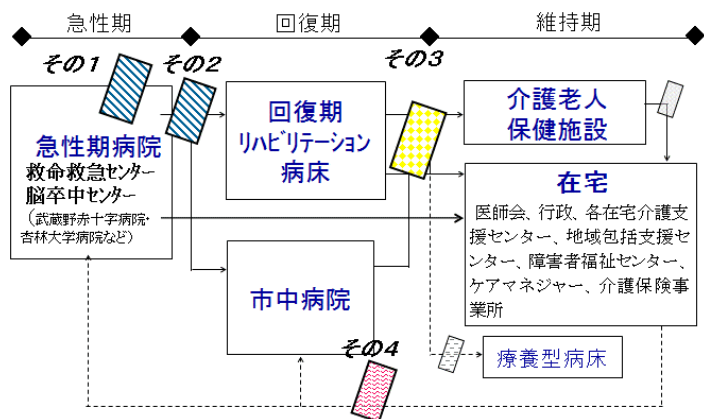 急性期
回復期
維持期
その1
その2
その3
急性期病院
救命救急センター
脳卒中センター
(武蔵野赤十字病院・
杏林大学病院など)
回復期
リハビリテーション
病床
市中病院
介護老人
保健施設
在宅
医師会、行政、各在宅介護支
援センター、地域包括支援セ
ンター、障害者福祉センター、
ケアマネジャー、介護保険事
業所
療養型病床
その4